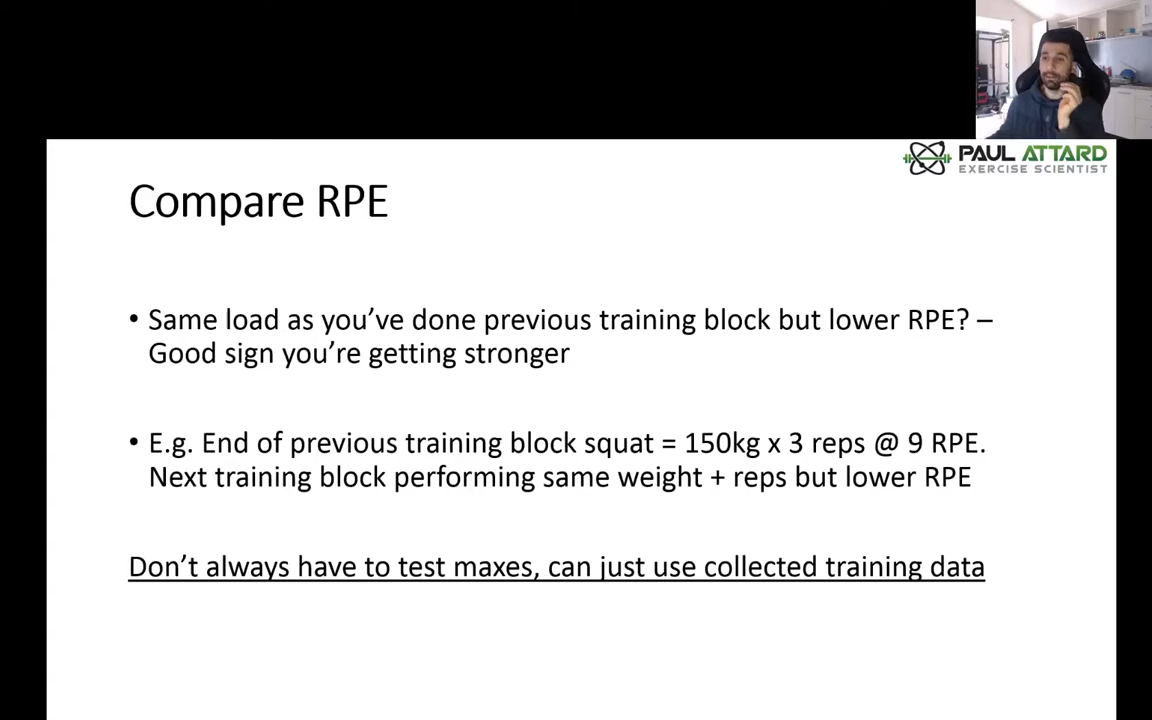 PAUL ATTARD
EXERCISE SCIENTIST
Compare RPE
• Same load as you’ve done previous training block but lower RPE? –
Good sign you’re getting stronger
• E.g. End of previous training block squat = 150kg x 3 reps @ 9 RPE.
Next training block performing same weight + reps but lower RPE
Don’t always have to test maxes, can just use collected training data